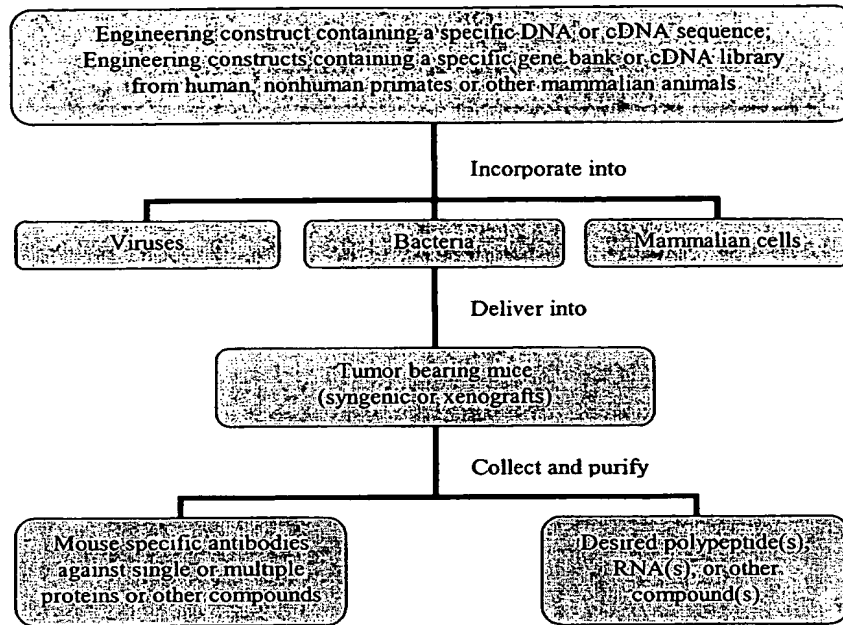 Engineering construct containing a specific DNA or cDNA sequence;
Engineering constructs containing a specific gene bank or cDNA library
from human, nonhuman primates or other mammalian animals
Incorporate into
Viruses
Bacteria
Mammalian cells
Deliver into
Tumor bearing mice
(syngenic or xenografts)
Collect and purify
Mouse specific antibodies
against single or multiple
proteins or other compounds
Desired polypeptide(s),
RNA(s), or other
compound(s)